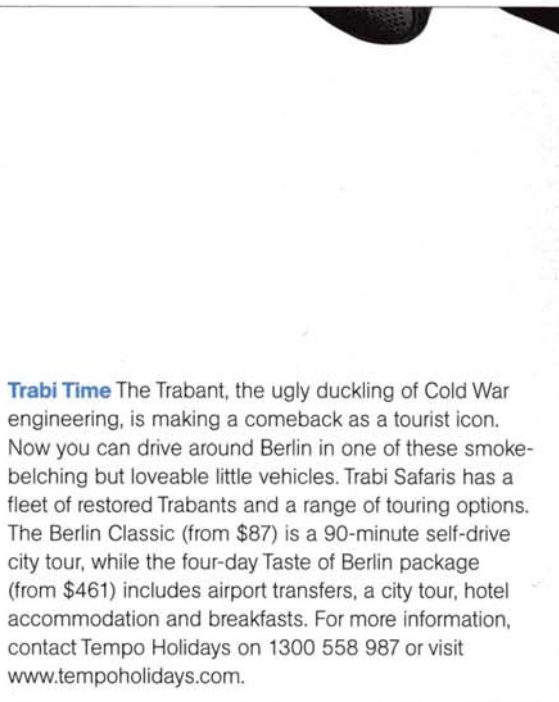 Trabi Time The Trabant, the ugly duckling of Cold War
engineering, is making a comeback as a tourist icon.
Now you can drive around Berlin in one of these smoke-
belching but loveable little vehicles. Trabi Safaris has a
fleet of restored Trabants and a range of touring options.
The Berlin Classic (from $87) is a 90-minute self-drive
city tour, while the four-day Taste of Berlin package
(from $461) includes airport transfers, a city tour, hotel
accommodation and breakfasts. For more information,
contact Tempo Holidays on 1300 558 987 or visit
www.tempoholidays.com.